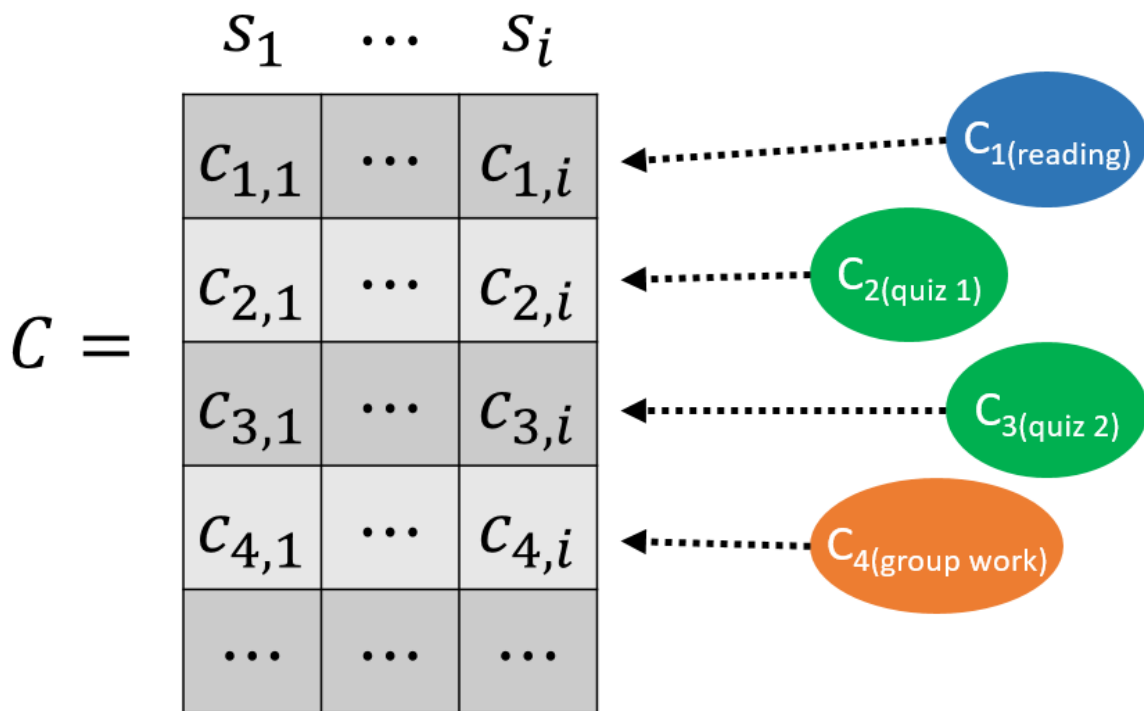 s₁ ⋯ sᵢ
c₁,₁ ⋯ c₁,ᵢ C₁(reading)
c₂,₁ ⋯ c₂,ᵢ C₂(quiz 1)
C =
c₃,₁ ⋯ c₃,ᵢ C₃(quiz 2)
c₄,₁ ⋯ c₄,ᵢ C₄(group work)
⋯ ⋯ ⋯